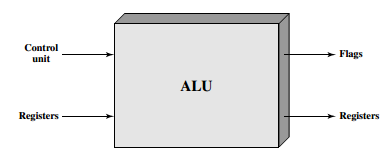 Control
unit
Flags
ALU
Registers
Registers